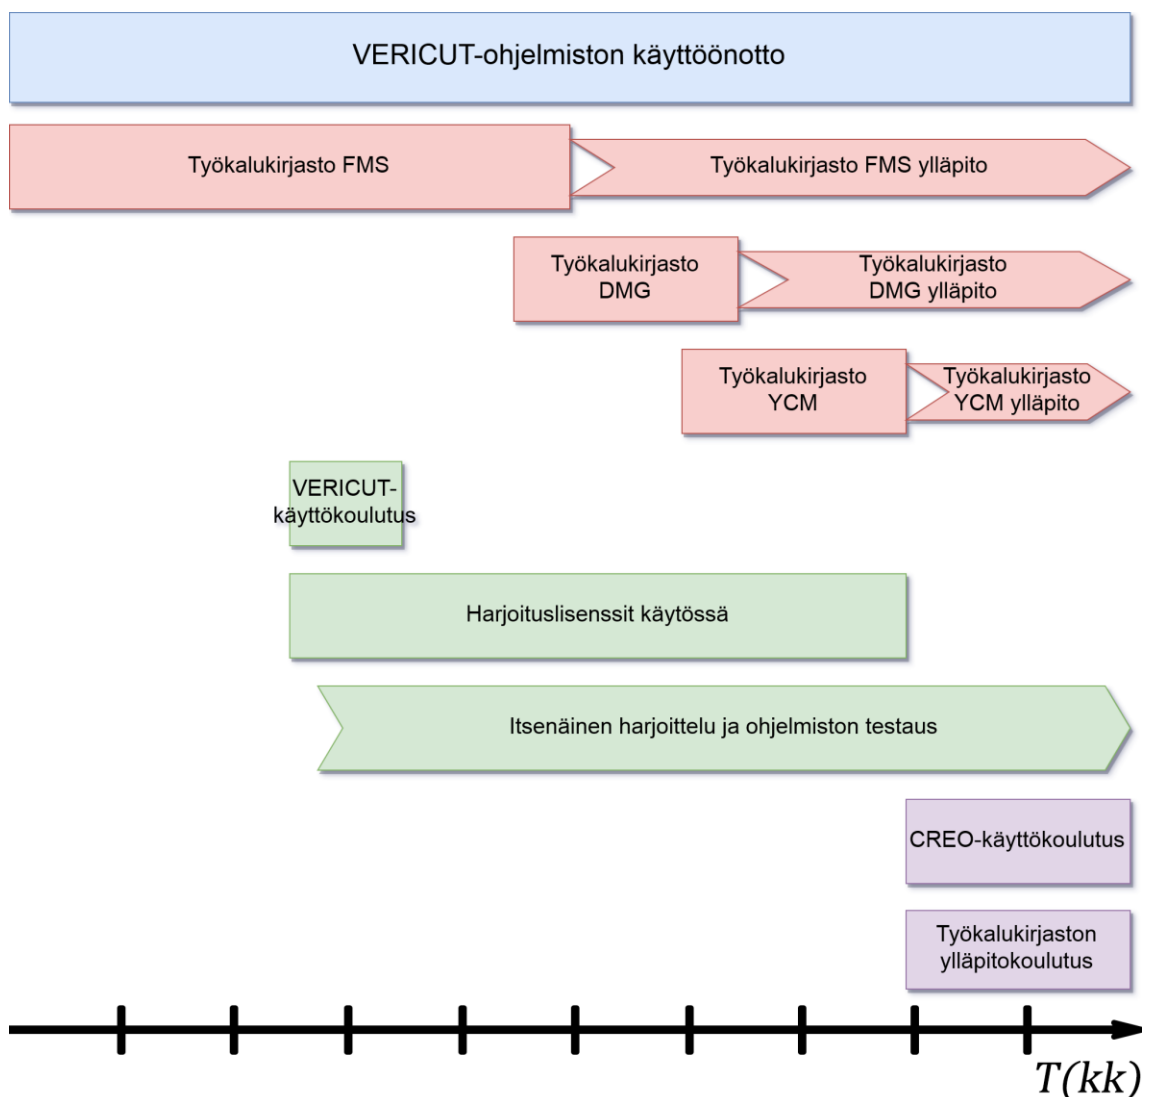 VERICUT-ohjelmiston käyttöönotto
Työkalukirjasto FMS
Työkalukirjasto FMS ylläpito
Työkalukirjasto
DMG
Työkalukirjasto
DMG ylläpito
Työkalukirjasto
YCM
Työkalukirjasto
YCM ylläpito
VERICUT-
käyttökoulutus
Harjoituslisenssit käytössä
Itsenäinen harjoittelu ja ohjelmiston testaus
CREO-käyttökoulutus
Työkalukirjaston
ylläpitokoulutus
T(kk)